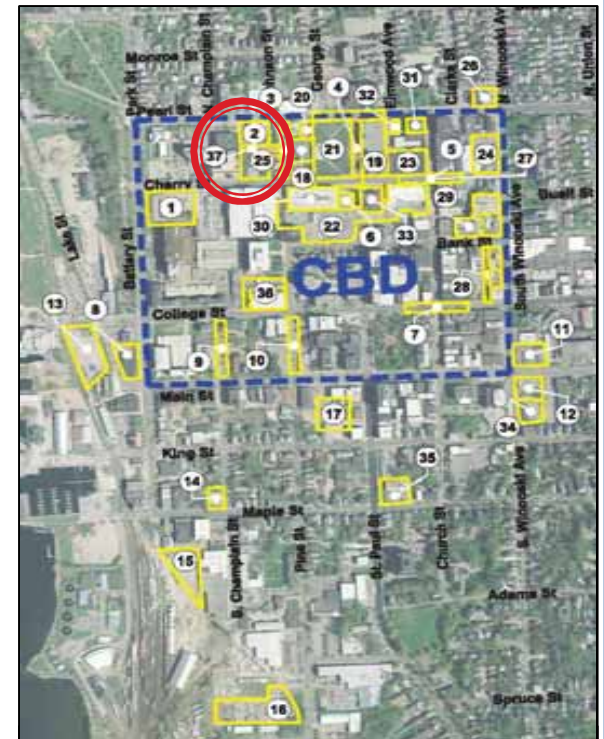 Monroe St
Park St
N. Champlain St
Johnson St
George St
Elmwood Ave
Clarke St
N. Winooski Ave
N. Union St
Pearl St
3
20
4
32
31
26
2
37
25
21
19
23
5
24
27
18
Cherry St
1
30
22
6
33
29
Bank St
South Winooski Ave
Lake St
Battery St
CBD
36
28
13
8
College St
9
10
7
11
Main St
17
12
34
King St
14
35
Maple St
S. Champlain St
Pine St
St. Paul St
Church St
S. Winooski Ave
15
Adams St
16
Spruce St